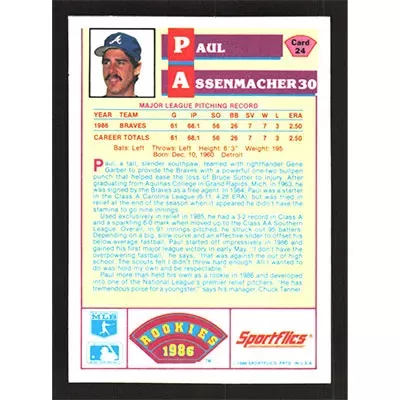 PAUL
ASSENMACHER 30
Card
24
MAJOR LEAGUE PITCHING RECORD
YEAR TEAM G IP SO BB SV W L ERA
1986 BRAVES 61 68.1 56 26 7 7 3 2.50
CAREER TOTALS 61 68.1 56 26 7 7 3 2.50
Bats: Left Throws: Left Height: 6' 3" Weight: 195
Born: Dec. 10, 1960 Detroit
Paul, a tall, slender southpaw, teamed with righthander Gene
Garber to provide the Braves with a powerful one-two bullpen
punch that helped ease the loss of Bruce Sutter to injury. After
graduating from Aquinas College in Grand Rapids, Mich. in 1983, he
was signed by the Braves as a free agent. In 1984, he was a starter
the Class A Carolina League (6-11, 4.28 ERA) but was tried in relief
at the end of the season when it appeared he didn't have the
stamina to go nine innings.
Used exclusively in relief in 1985, he had a 3-2 record in Class A
and a sparkling 6-0 mark when moved up to the Class AA Southern
League. Overall, in 91 innings pitched, he struck out 95 batters.
Depending on a big, slow curve and an effective sinker to offset his
below-average fastball, Paul started off impressively in 1986 and
gained his first major league victory in early May. "I don't have the
overpowering fastball," he says. "That was against me out of high
school. The scouts felt I didn't throw hard enough. All I wanted to
do was hold my own and be respectable."
Paul more than held his own as a rookie in 1986 and developed into
one of the National League's premier relief pitchers. "He has
tremendous poise for a youngster," says his manager, Chuck Tanner.
MLB
ROOKIES
1986
TM
Sportflics
© 1986 SPORTFLICS PRTD. IN U.S.A.